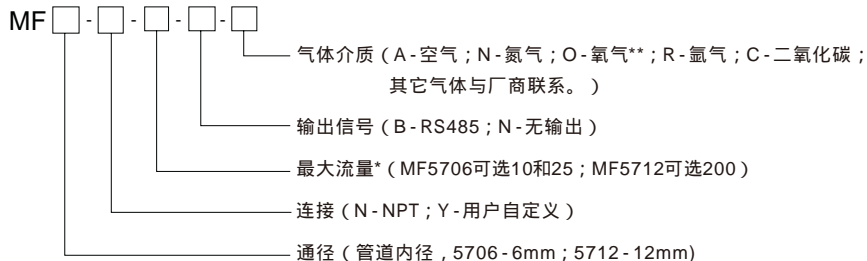 MF□-□-□-□-□
气体介质(A-空气;N-氮气;O-氧气**;R-氩气;C-二氧化碳;
其它气体与厂商联系。)
输出信号(B-RS485;N-无输出)
最大流量*(MF5706可选10和25;MF5712可选200)
连接(N-NPT;Y-用户自定义)
通径(管道内径,5706-6mm;5712-12mm)